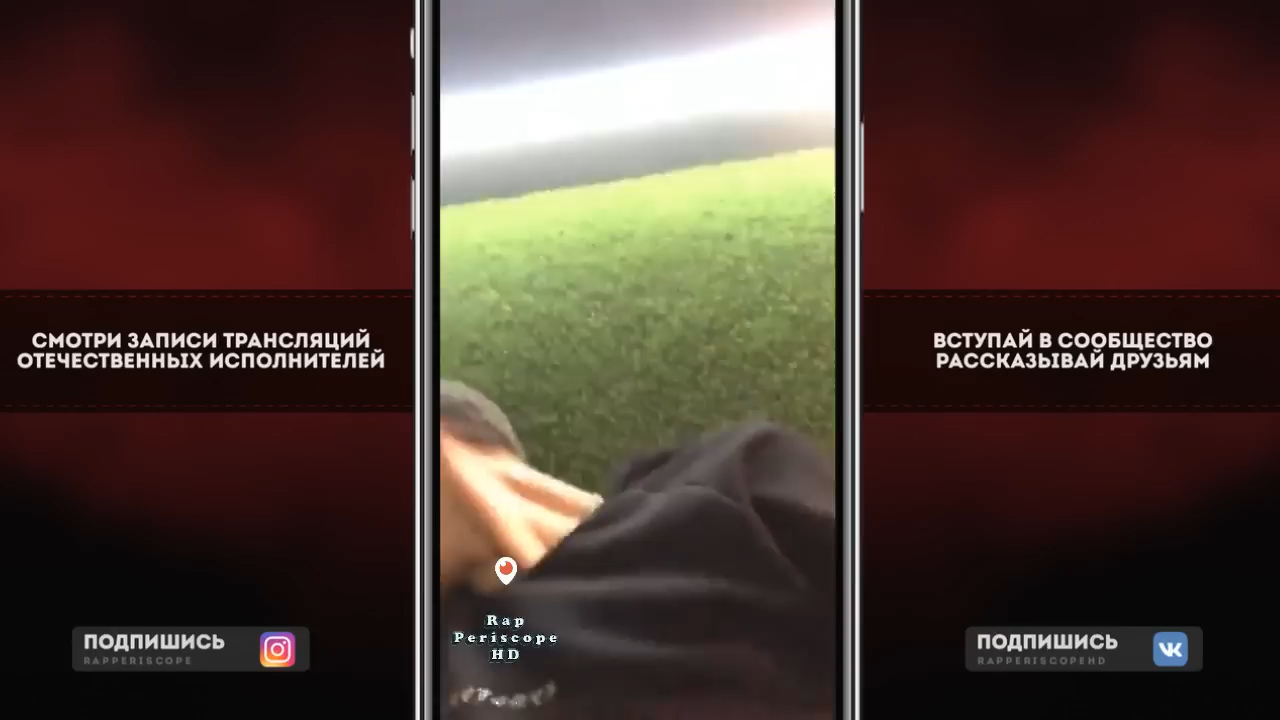 СМОТРИ ЗАПИСИ ТРАНСЛЯЦИЙ
ОТЕЧЕСТВЕННЫХ ИСПОЛНИТЕЛЕЙ
ВСТУПАЙ В СООБЩЕСТВО
РАССКАЗЫВАЙ ДРУЗЬЯМ
Rap
Periscope
HD
ПОДПИШИСЬ
RAPPERISCOPE
ПОДПИШИСЬ
RAPPERISCOPEHD